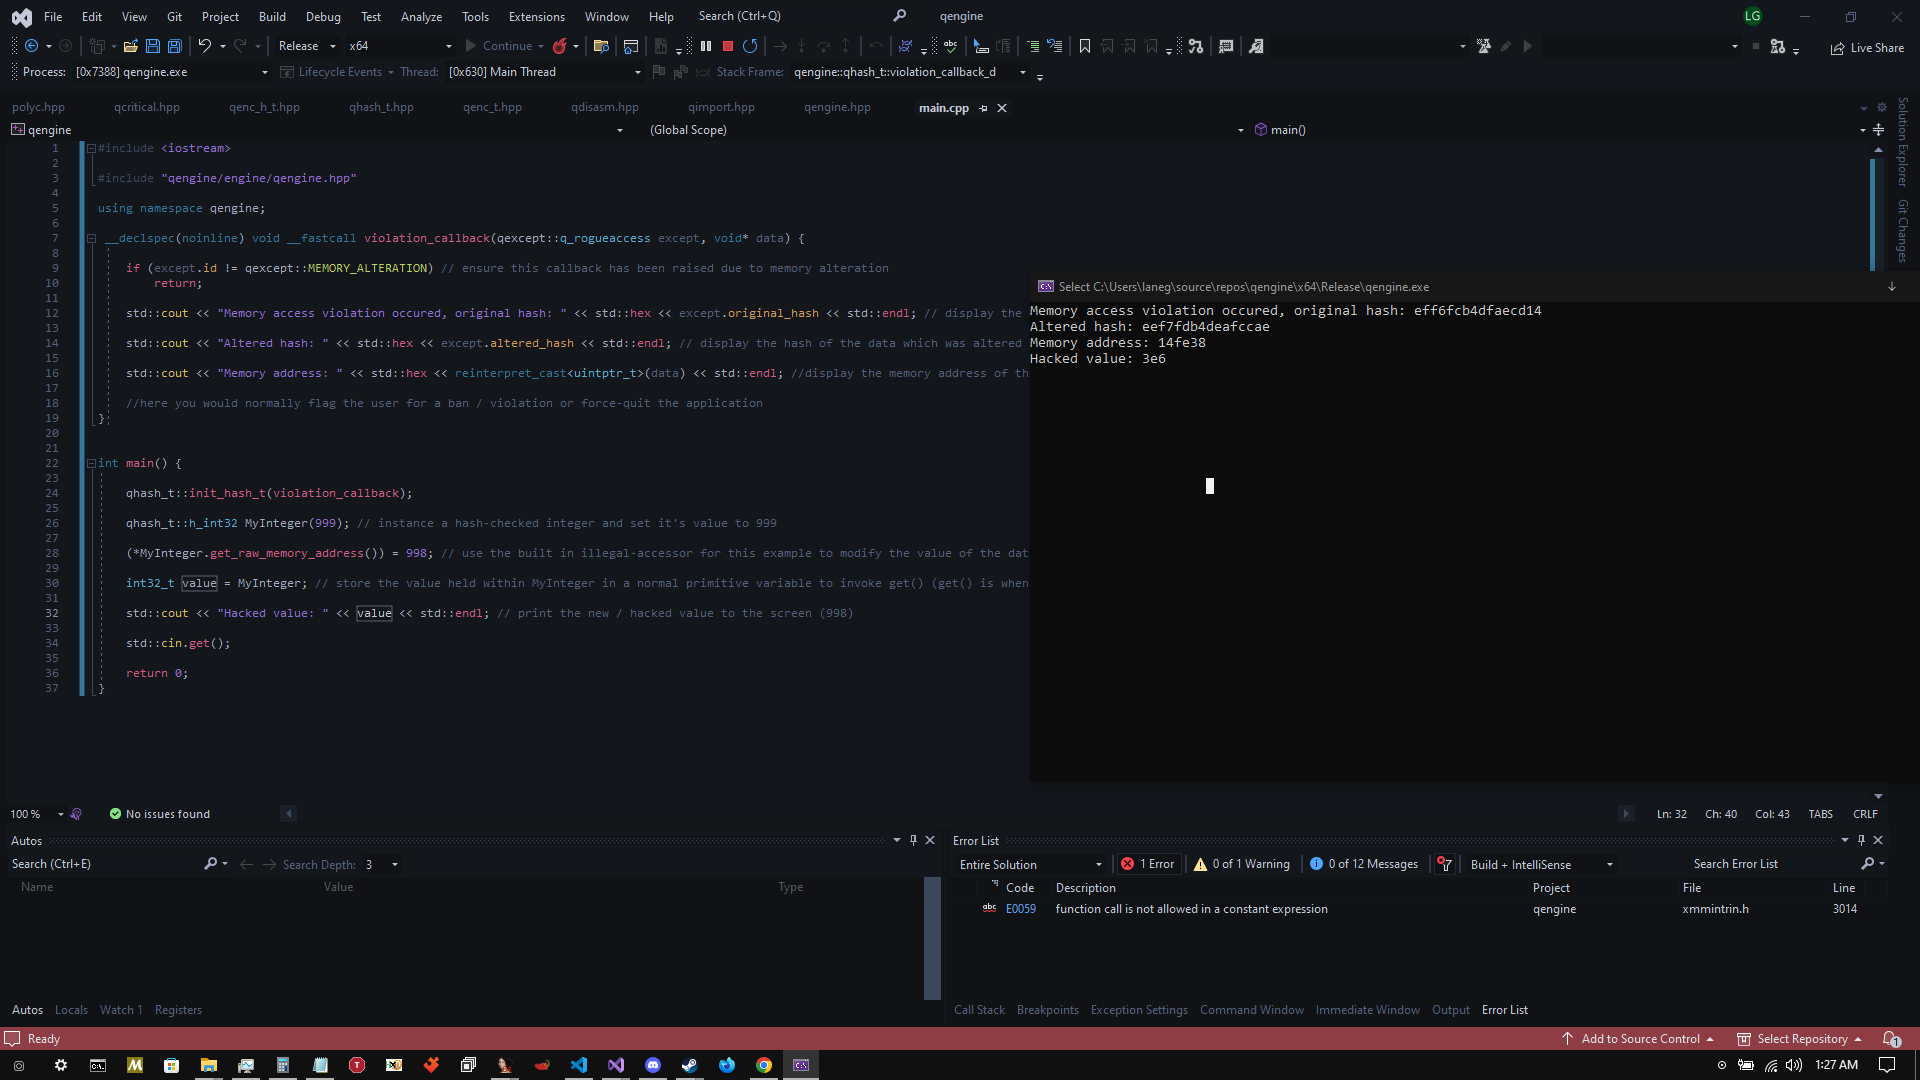 File Edit View Git Project Build Debug Test Analyze Tools Extensions Window Help Search (Ctrl+Q) qengine LG
Release x64 Continue Live Share
Process: [0x7388] qengine.exe Lifecycle Events Thread: [0x630] Main Thread Stack Frame: qengine::qhash_t::violation_callback_d
polyc.hpp qcritical.hpp qenc_h_t.hpp qhash_t.hpp qenc_t.hpp qdisasm.hpp qimport.hpp qengine.hpp main.cpp
qengine (Global Scope) main()
Solution Explorer
Git Changes
1 #include <iostream>
2
3 #include "qengine/engine/qengine.hpp"
4
5 using namespace qengine;
6
7 __declspec(noinline) void __fastcall violation_callback(qexcept::q_rogueaccess except, void* data) {
8
9 if (except.id != qexcept::MEMORY_ALTERATION) // ensure this callback has been raised due to memory alteration
10 return;
11
12 std::cout << "Memory access violation occured, original hash: " << std::hex << except.original_hash << std::endl; // display the
13
14 std::cout << "Altered hash: " << std::hex << except.altered_hash << std::endl; // display the hash of the data which was altered
15
16 std::cout << "Memory address: " << std::hex << reinterpret_cast<uintptr_t>(data) << std::endl; //display the memory address of th
17
18 //here you would normally flag the user for a ban / violation or force-quit the application
19 }
20
21
22 int main() {
23
24 qhash_t::init_hash_t(violation_callback);
25
26 qhash_t::h_int32 MyInteger(999); // instance a hash-checked integer and set it's value to 999
27
28 (*MyInteger.get_raw_memory_address()) = 998; // use the built in illegal-accessor for this example to modify the value of the dat
29
30 int32_t value = MyInteger; // store the value held within MyInteger in a normal primitive variable to invoke get() (get() is when
31
32 std::cout << "Hacked value: " << value << std::endl; // print the new / hacked value to the screen (998)
33
34 std::cin.get();
35
36 return 0;
37 }
Select C:\Users\laneg\source\repos\qengine\x64\Release\qengine.exe
Memory access violation occured, original hash: eff6fcb4dfaecd14
Altered hash: eef7fdb4deafccae
Memory address: 14fe38
Hacked value: 3e6
100 % No issues found Ln: 32 Ch: 40 Col: 43 TABS CRLF
Autos
Search (Ctrl+E) Search Depth: 3
Name Value Type
Autos Locals Watch 1 Registers
Error List
Entire Solution 1 Error 0 of 1 Warning 0 of 12 Messages Build + IntelliSense Search Error List
Code Description Project File Line
abc E0059 function call is not allowed in a constant expression qengine xmmintrin.h 3014
Call Stack Breakpoints Exception Settings Command Window Immediate Window Output Error List
Ready Add to Source Control Select Repository 1
1:27 AM